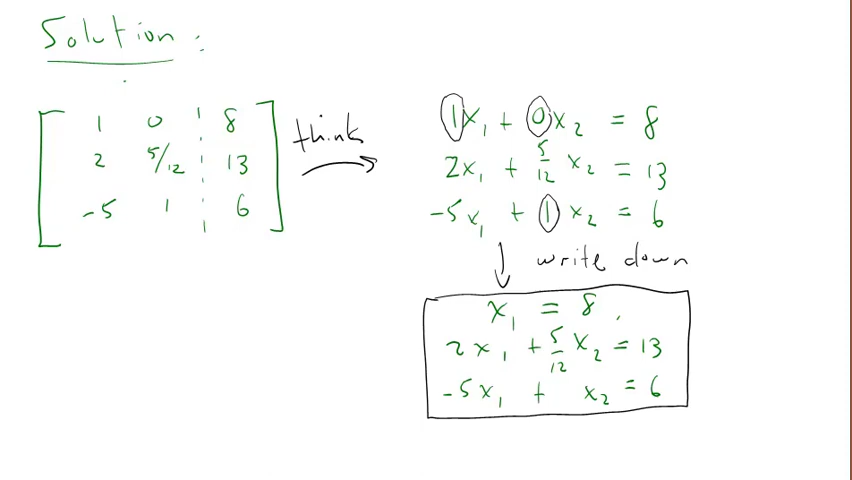 Solution :
1 0 8
2 5/12 13
-5 1 6
think
1x₁ + 0x₂ = 8
2x₁ + 5/12 x₂ = 13
-5x₁ + 1x₂ = 6
write down
x₁ = 8,
2x₁ + 5/12 x₂ = 13
-5x₁ + x₂ = 6